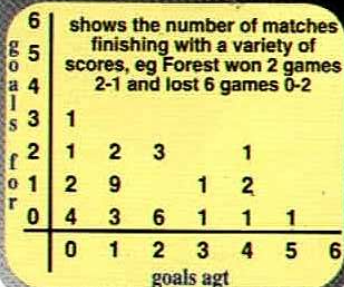 6 shows the number of matches
finishing with a variety of
5 scores, eg Forest won 2 games
4 2-1 and lost 6 games 0-2
3 1
2 1 2 3 1
1 2 9 1 2
0 4 3 6 1 1 1
0 1 2 3 4 5 6
goals for
goals agt